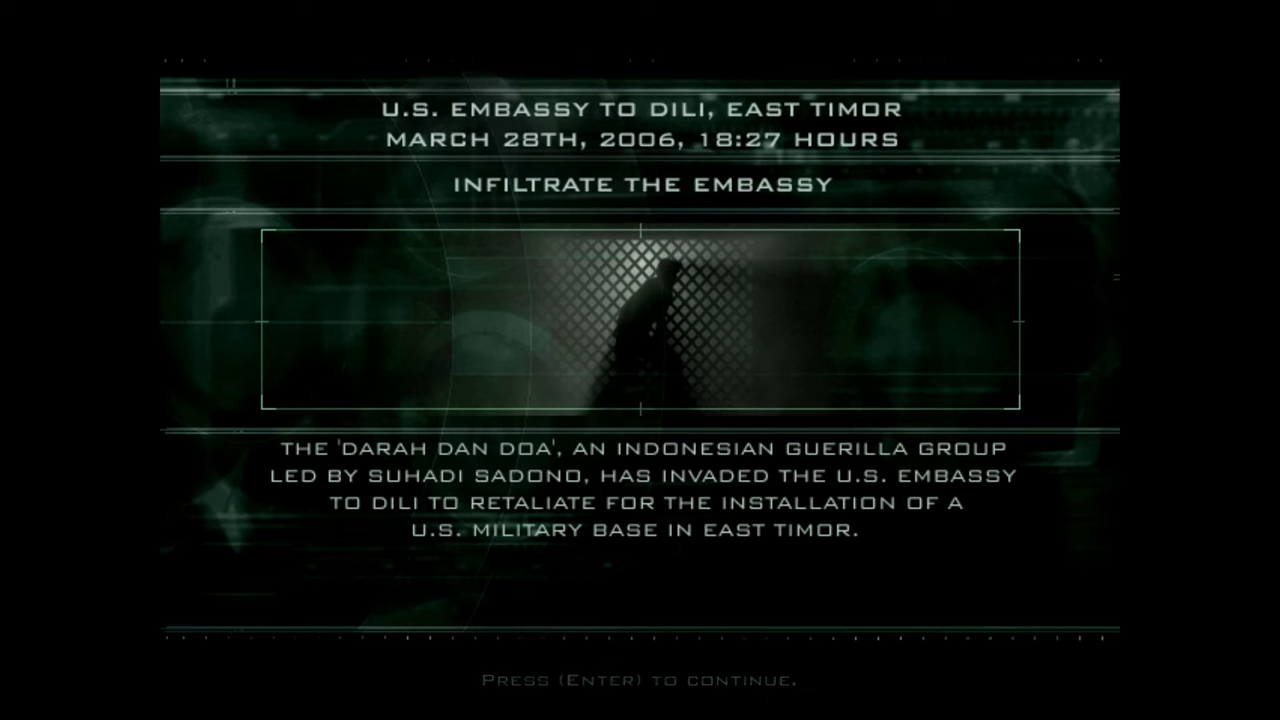 U.S. EMBASSY TO DILI, EAST TIMOR
MARCH 28TH, 2006, 18:27 HOURS
INFILTRATE THE EMBASSY
THE 'DARAH DAN DOA', AN INDONESIAN GUERILLA GROUP
LED BY SUHADI SADONO, HAS INVADED THE U.S. EMBASSY
TO DILI TO RETALIATE FOR THE INSTALLATION OF A
U.S. MILITARY BASE IN EAST TIMOR.
PRESS (ENTER) TO CONTINUE.